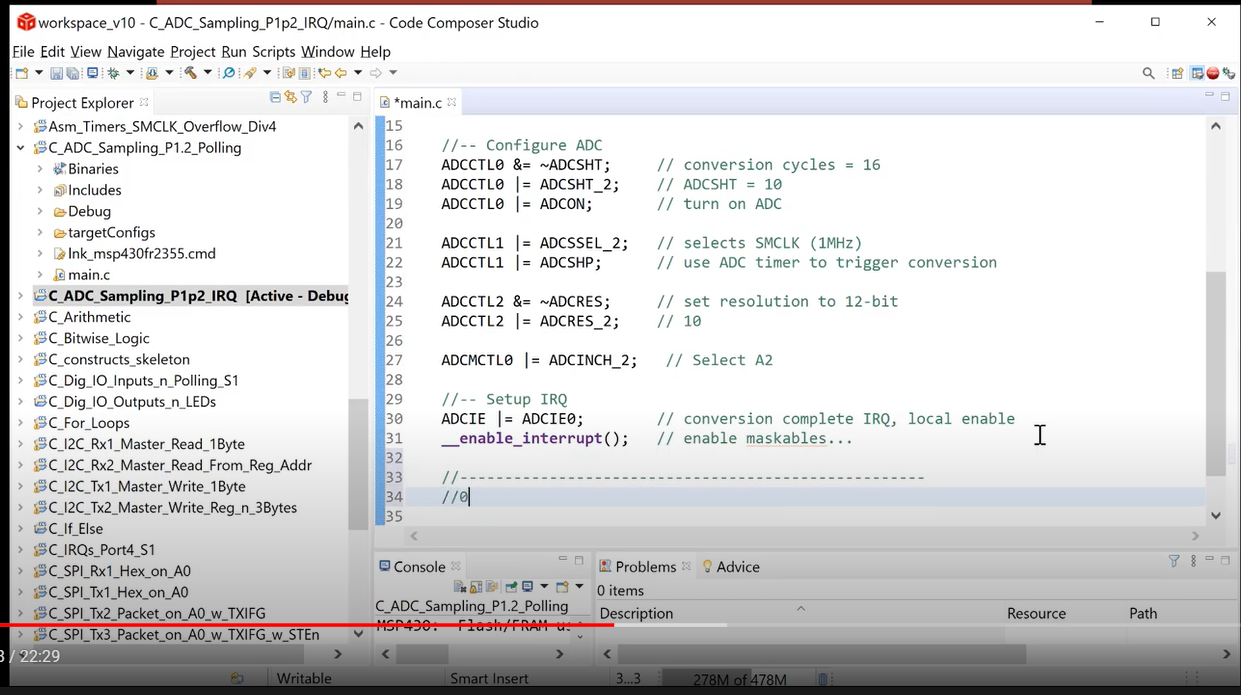 workspace_v10 - C_ADC_Sampling_P1p2_IRQ/main.c - Code Composer Studio
File Edit View Navigate Project Run Scripts Window Help
Project Explorer
Asm_Timers_SMCLK_Overflow_Div4
C_ADC_Sampling_P1.2_Polling
Binaries
Includes
Debug
targetConfigs
lnk_msp430fr2355.cmd
main.c
C_ADC_Sampling_P1p2_IRQ [Active - Debug
C_Arithmetic
C_Bitwise_Logic
C_constructs_skeleton
C_Dig_IO_Inputs_n_Polling_S1
C_Dig_IO_Outputs_n_LEDs
C_For_Loops
C_I2C_Rx1_Master_Read_1Byte
C_I2C_Rx2_Master_Read_From_Reg_Addr
C_I2C_Tx1_Master_Write_1Byte
C_I2C_Tx2_Master_Write_Reg_n_3Bytes
C_If_Else
C_IRQs_Port4_S1
C_SPI_Rx1_Hex_on_A0
C_SPI_Tx1_Hex_on_A0
C_SPI_Tx2_Packet_on_A0_w_TXIFG
C_SPI_Tx3_Packet_on_A0_w_TXIFG_w_STEn
*main.c
15
16 //-- Configure ADC
17 ADCCTL0 &= ~ADCSHT; // conversion cycles = 16
18 ADCCTL0 |= ADCSHT_2; // ADCSHT = 10
19 ADCCTL0 |= ADCON; // turn on ADC
20
21 ADCCTL1 |= ADCSSEL_2; // selects SMCLK (1MHz)
22 ADCCTL1 |= ADCSHP; // use ADC timer to trigger conversion
23
24 ADCCTL2 &= ~ADCRES; // set resolution to 12-bit
25 ADCCTL2 |= ADCRES_2; // 10
26
27 ADCMCTL0 |= ADCINCH_2; // Select A2
28
29 //-- Setup IRQ
30 ADCIE |= ADCIE0; // conversion complete IRQ, local enable
31 __enable_interrupt(); // enable maskables...
32
33 //----------------------------------------------------
34 //0
35
Console
C_ADC_Sampling_P1.2_Polling
MSP430: Flash/FRAM us
Problems Advice
0 items
Description Resource Path
3 / 22:29
Writable Smart Insert 3...3 278M of 478M